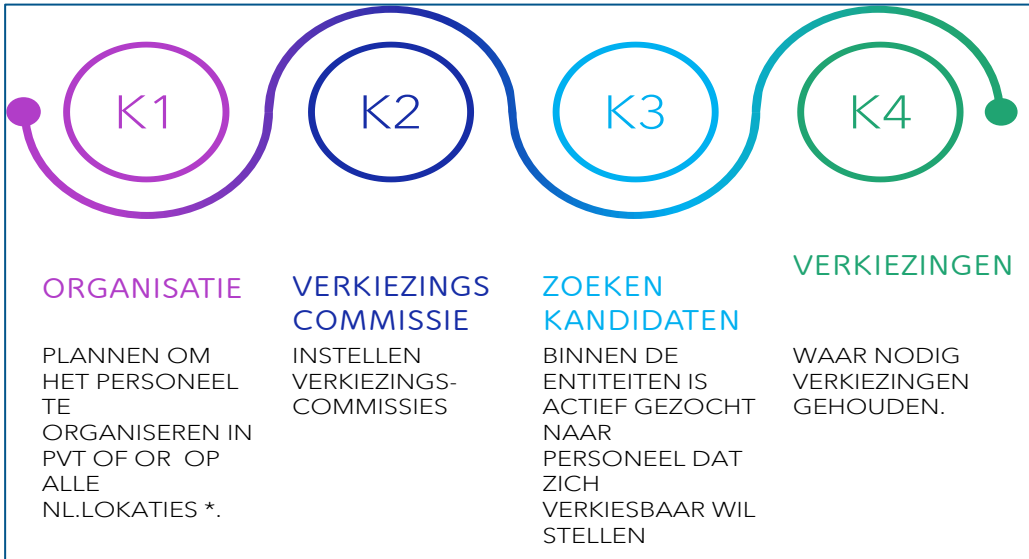 K1
K2
K3
K4
ORGANISATIE
PLANNEN OM
HET PERSONEEL
TE
ORGANISEREN IN
PVT OF OR OP
ALLE
NL.LOKATIES *.
VERKIEZINGS
COMMISSIE
INSTELLEN
VERKIEZINGS-
COMMISSIES
ZOEKEN
KANDIDATEN
BINNEN DE
ENTITEITEN IS
ACTIEF GEZOCHT
NAAR
PERSONEEL DAT
ZICH
VERKIESBAAR WIL
STELLEN
VERKIEZINGEN
WAAR NODIG
VERKIEZINGEN
GEHOUDEN.